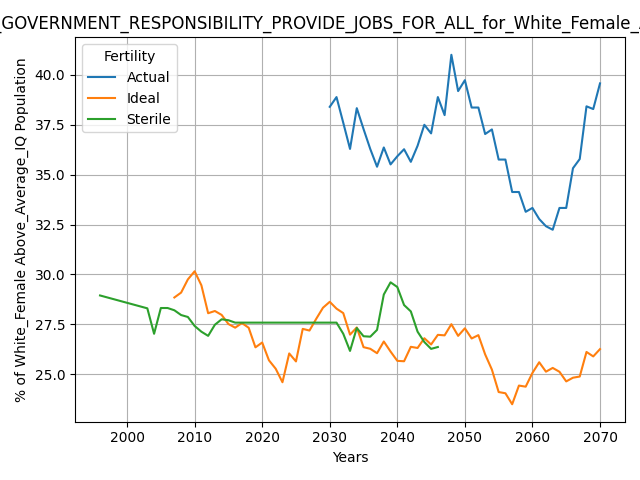 _GOVERNMENT_RESPONSIBILITY_PROVIDE_JOBS_FOR_ALL_for_White_Female_
Fertility
Actual
Ideal
Sterile
% of White_Female Above_Average_IQ Population
40.0
37.5
35.0
32.5
30.0
27.5
25.0
2000 2010 2020 2030 2040 2050 2060 2070
Years